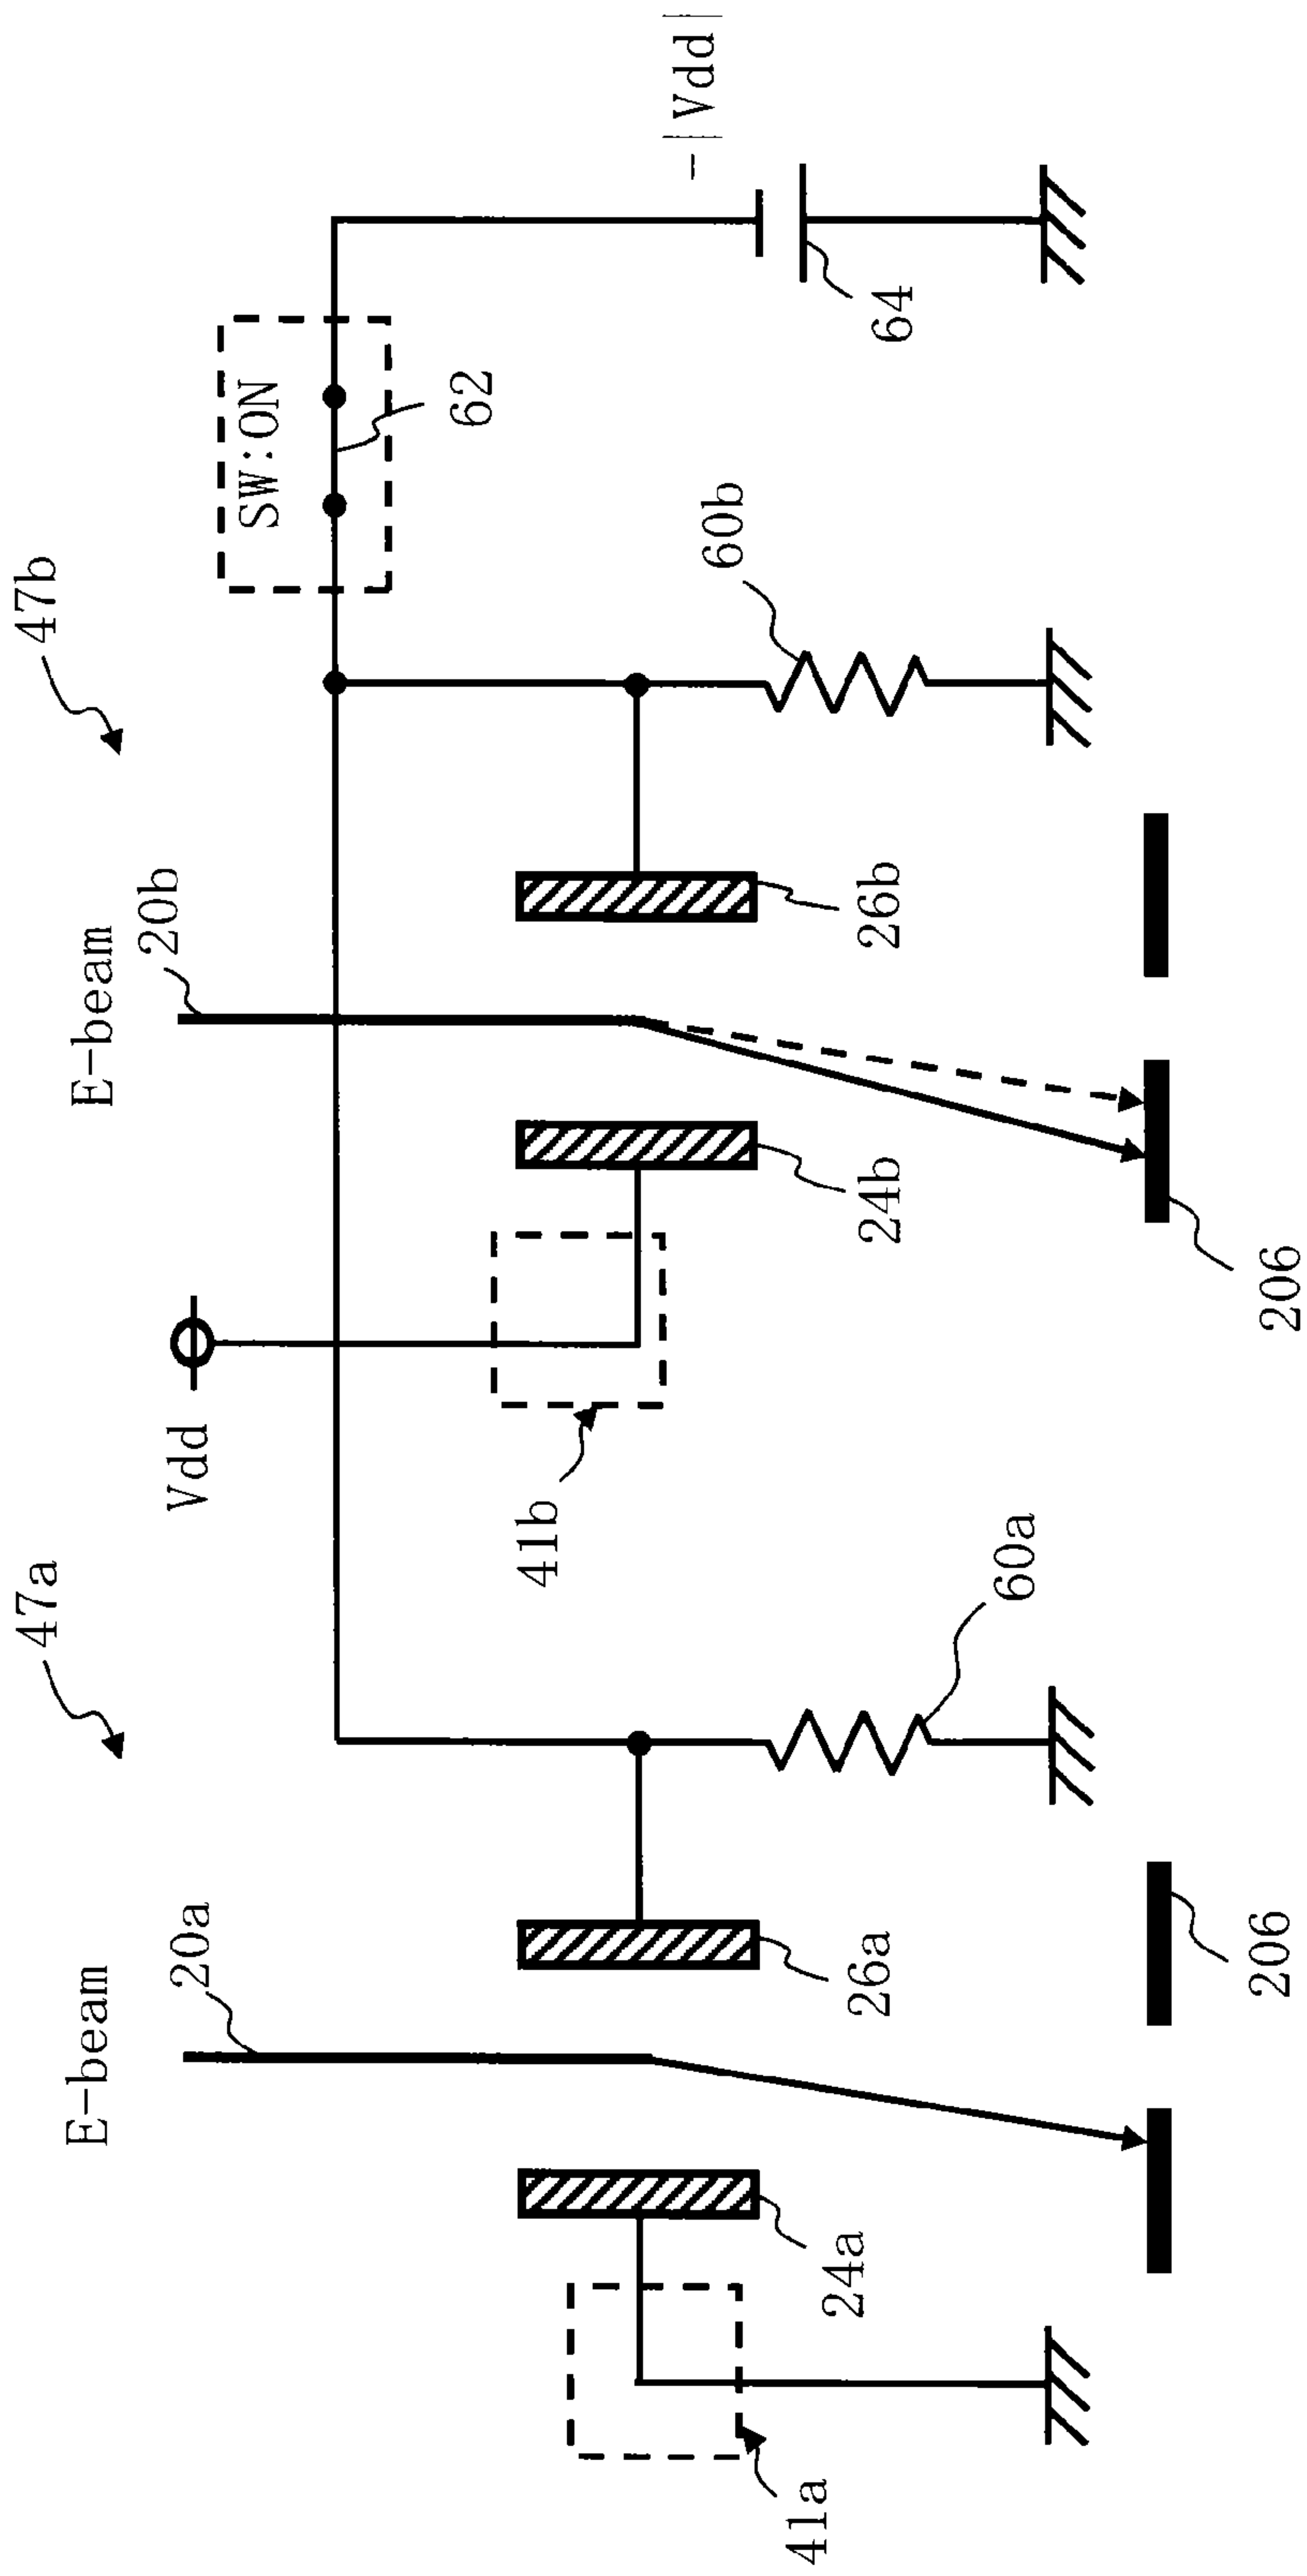 47a
47b
E-beam
20a
Vdd
E-beam
20b
SW:ON
62
-|Vdd|
41a
24a
26a
60a
41b
24b
26b
60b
64
206
206